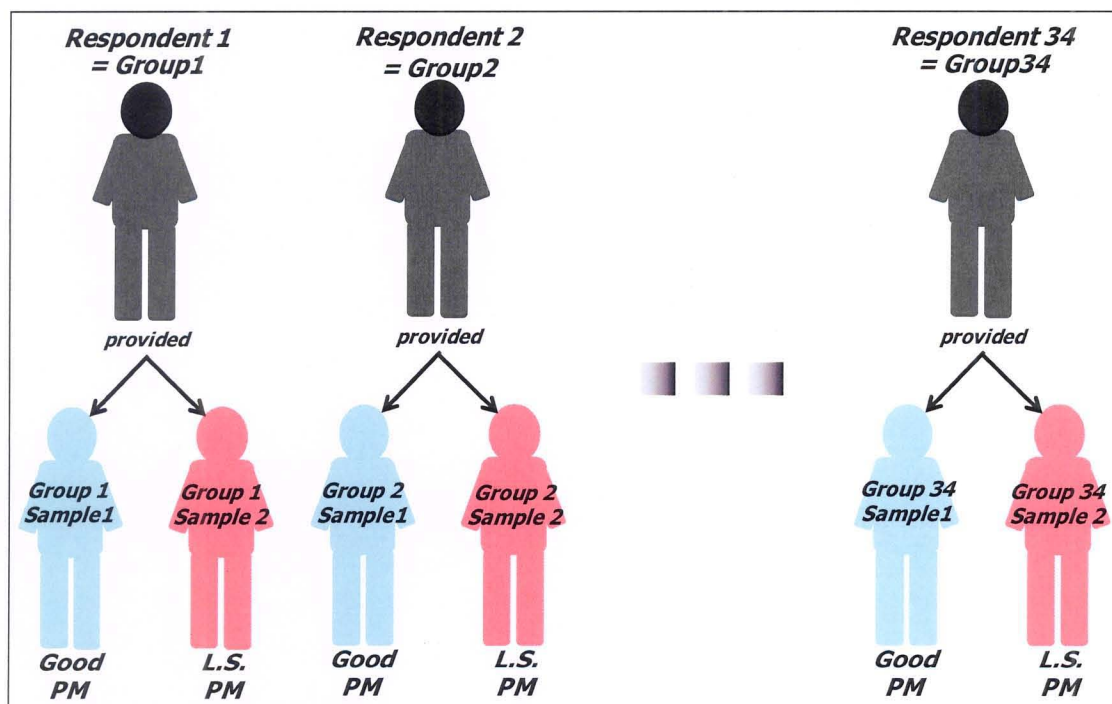 Respondent 1
= Group1
Respondent 2
= Group2
Respondent 34
= Group34
provided
provided
provided
Group 1
Sample1
Group 1
Sample 2
Group 2
Sample1
Group 2
Sample 2
Group 34
Sample1
Group 34
Sample 2
Good
PM
L.S.
PM
Good
PM
L.S.
PM
Good
PM
L.S.
PM